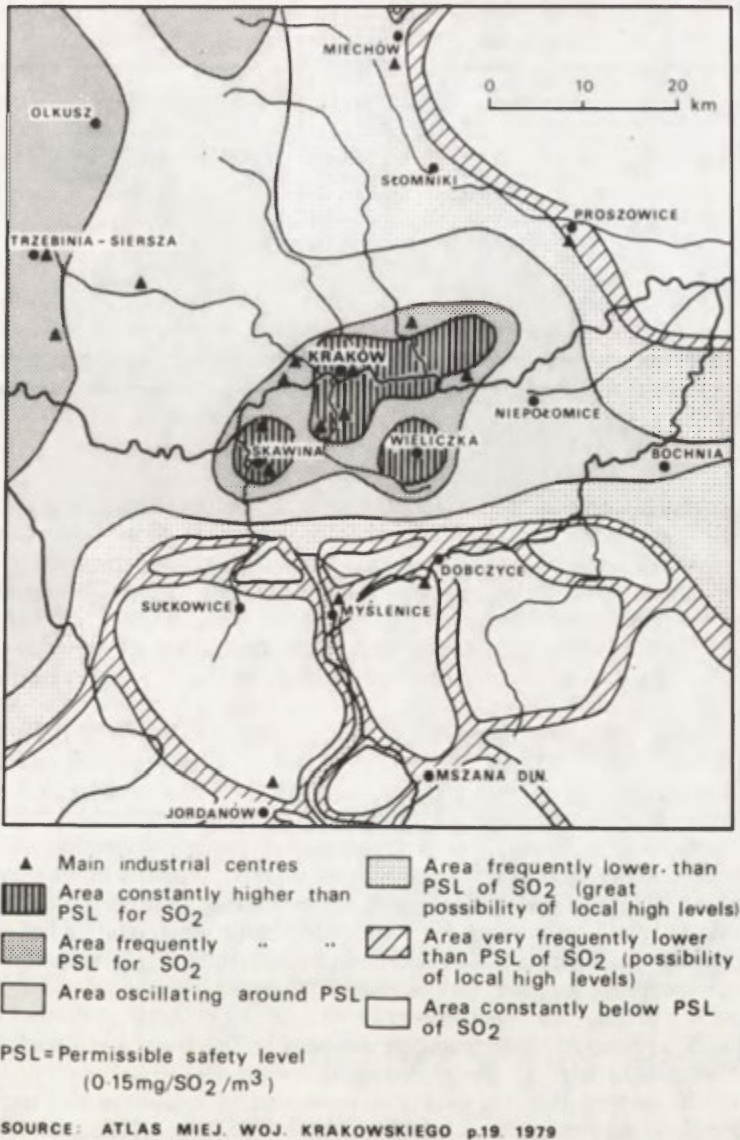 MIECHÓW
0 10 20
km
OLKUSZ
SŁOMNIKI
PROSZOWICE
TRZEBINIA - SIERSZA
KRAKÓW
NIEPOŁOMICE
WIELICZKA
SKAWINA
BOCHNIA
DOBCZYCE
SUŁKOWICE
MYŚLENICE
MSZANA DLN.
JORDANÓW
Main industrial centres
Area constantly higher than
PSL for SO2
Area frequently " "
PSL for SO2
Area oscillating around PSL
PSL=Permissible safety level
(0·15mg/SO2/m3)
Area frequently lower than
PSL of SO2 (great
possibility of local high levels)
Area very frequently lower
than PSL of SO2 (possibility
of local high levels)
Area constantly below PSL
of SO2
SOURCE: ATLAS MIEJ. WOJ. KRAKOWSKIEGO p.19. 1979